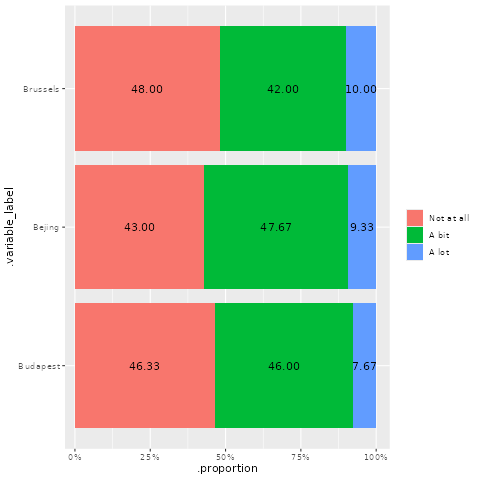 Brussels
48.00 42.00 10.00
Bejing
43.00 47.67 9.33
Budapest
46.33 46.00 7.67
.variable_label
0% 25% 50% 75% 100%
.proportion
Not at all
A bit
A lot